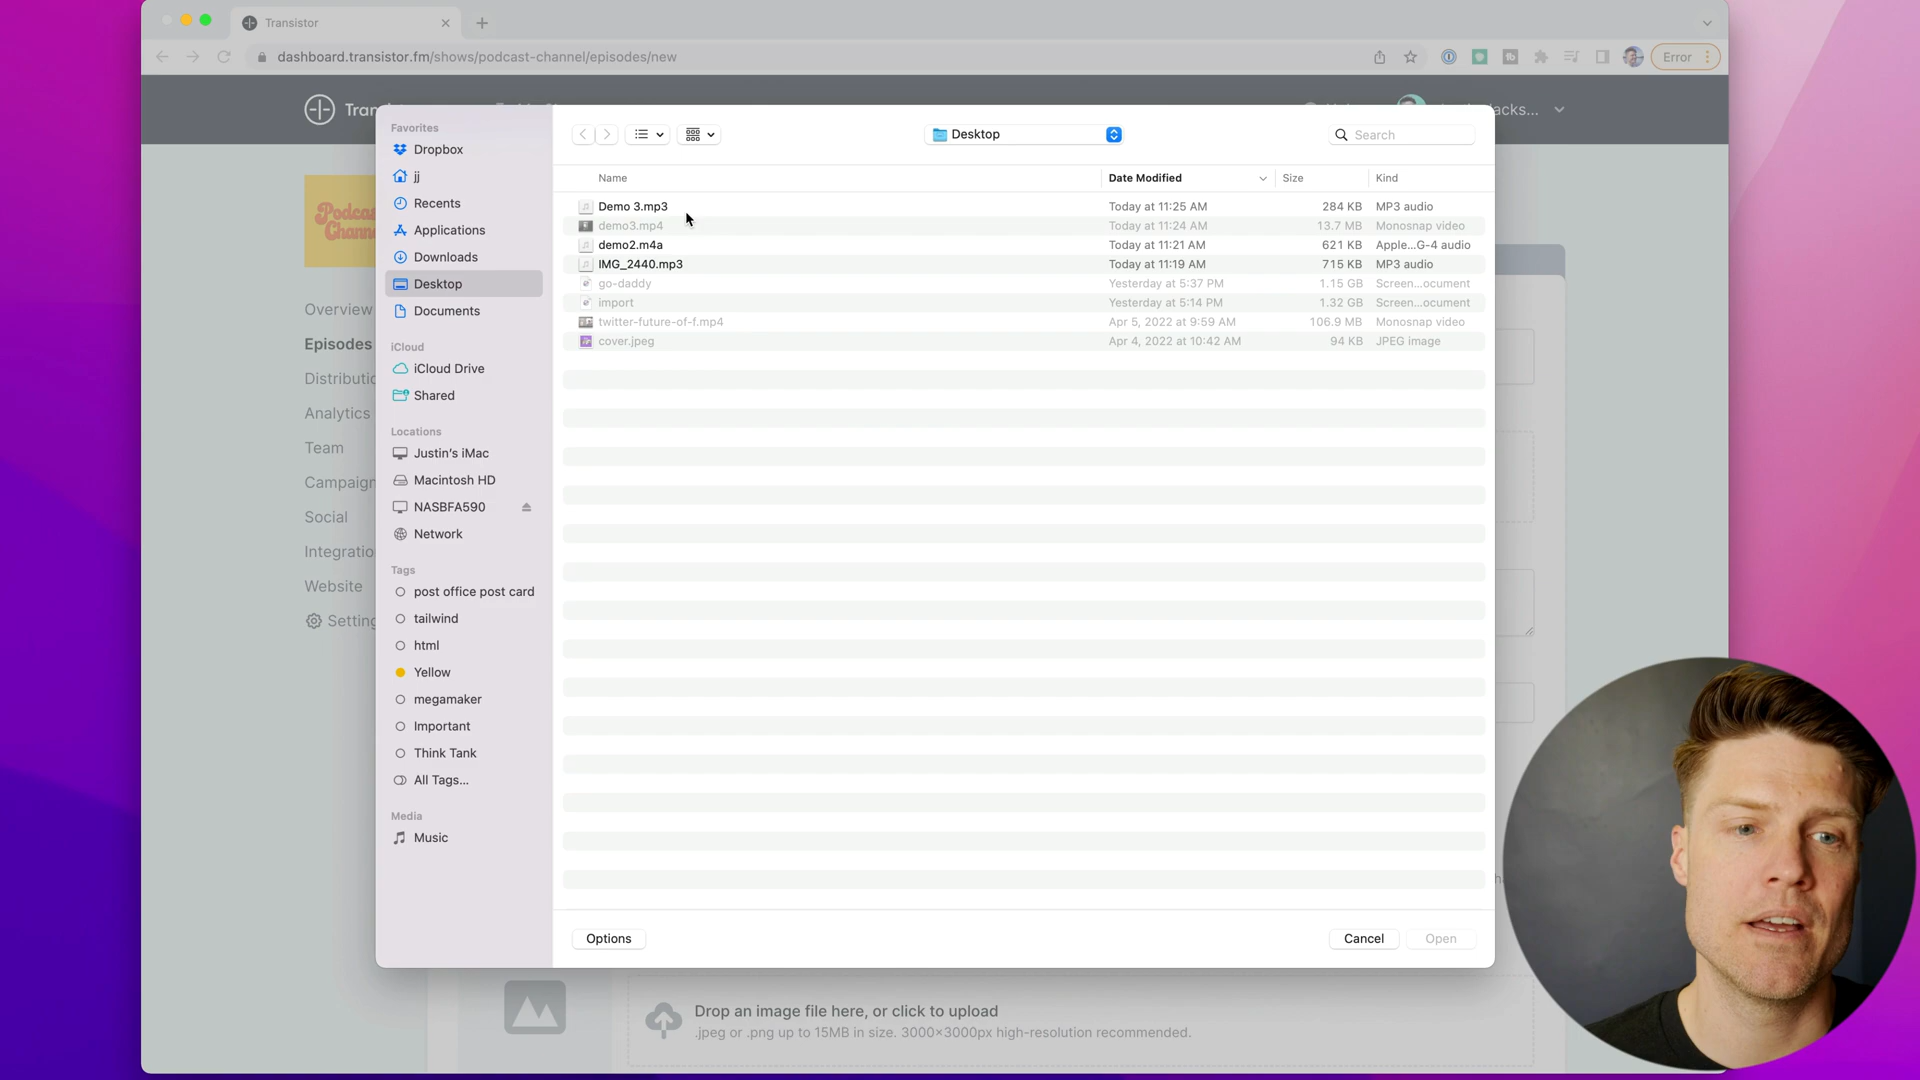 Transistor
dashboard.transistor.fm/shows/podcast-channel/episodes/new
Error
Favorites
Dropbox
jj
Recents
Applications
Downloads
Desktop
Documents
iCloud
iCloud Drive
Shared
Locations
Justin's iMac
Macintosh HD
NASBFA590
Network
Tags
post office post card
tailwind
html
Yellow
megamaker
Important
Think Tank
All Tags...
Media
Music
Desktop
Search
Name Date Modified Size Kind
Demo 3.mp3 Today at 11:25 AM 284 KB MP3 audio
demo3.mp4 Today at 11:24 AM 13.7 MB Monosnap video
demo2.m4a Today at 11:21 AM 621 KB Apple...G-4 audio
IMG_2440.mp3 Today at 11:19 AM 715 KB MP3 audio
go-daddy Yesterday at 5:37 PM 1.15 GB Screen...ocument
import Yesterday at 5:14 PM 1.32 GB Screen...ocument
twitter-future-of-f.mp4 Apr 5, 2022 at 9:59 AM 106.9 MB Monosnap video
cover.jpeg Apr 4, 2022 at 10:42 AM 94 KB JPEG image
Options
Cancel
Open
Overview
Episodes
Distributio
Analytics
Team
Campaign
Social
Integratio
Website
Setting
Drop an image file here, or click to upload
.jpeg or .png up to 15MB in size. 3000×3000px high-resolution recommended.